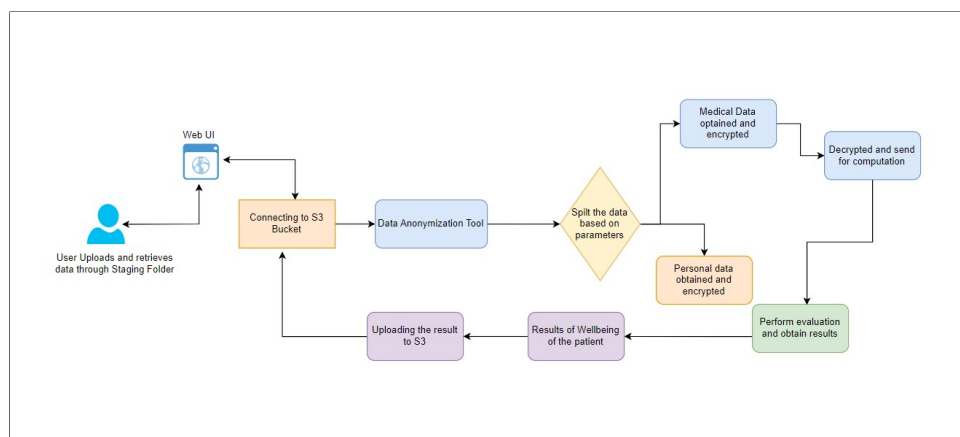 Web UI
User Uploads and retrieves
data through Staging Folder
Connecting to S3
Bucket
Data Anonymization Tool
Spilt the data
based on
parameters
Medical Data
optained and
encrypted
Decrypted and send
for computation
Personal data
obtained and
encrypted
Perform evaluation
and obtain results
Results of Wellbeing
of the patient
Uploading the result
to S3